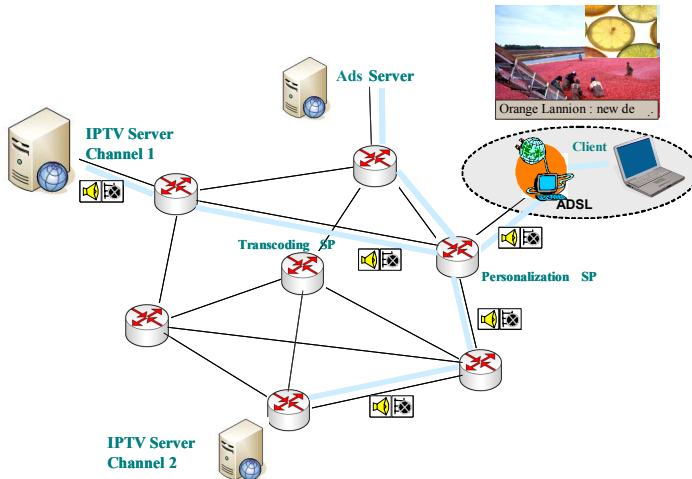 Ads Server
Orange Lannion : new de
IPTV Server
Channel 1
Client
ADSL
Transcoding SP
Personalization SP
IPTV Server
Channel 2